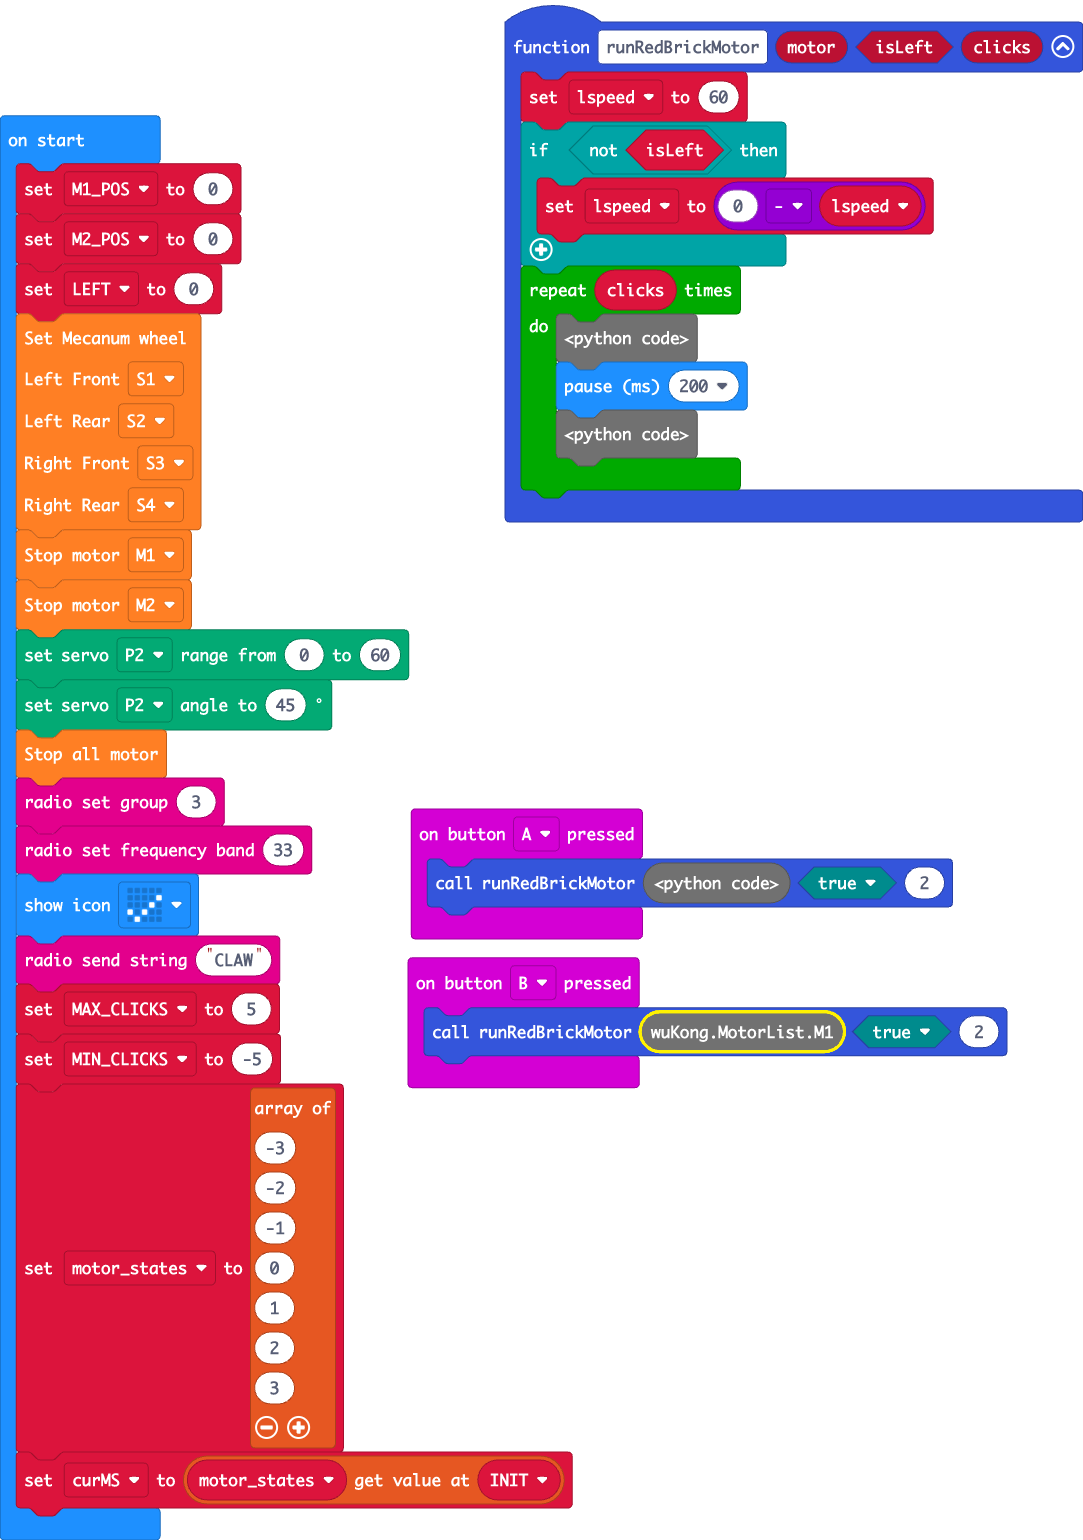 function runRedBrickMotor motor isLeft clicks
set lspeed to 60
if not isLeft then
set lspeed to 0 - lspeed
repeat clicks times
do <python code>
pause (ms) 200
<python code>
on start
set M1_POS to 0
set M2_POS to 0
set LEFT to 0
Set Mecanum wheel
Left Front S1
Left Rear S2
Right Front S3
Right Rear S4
Stop motor M1
Stop motor M2
set servo P2 range from 0 to 60
set servo P2 angle to 45 °
Stop all motor
radio set group 3
radio set frequency band 33
show icon
radio send string "CLAW"
set MAX_CLICKS to 5
set MIN_CLICKS to -5
array of
-3
-2
-1
set motor_states to 0
1
2
3
set curMS to motor_states get value at INIT
on button A pressed
call runRedBrickMotor <python code> true 2
on button B pressed
call runRedBrickMotor wuKong.MotorList.M1 true 2